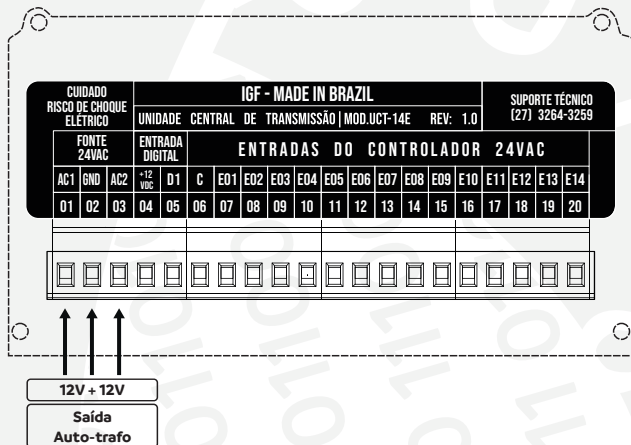 CUIDADO
RISCO DE CHOQUE
ELÉTRICO
IGF - MADE IN BRAZIL
UNIDADE CENTRAL DE TRANSMISSÃO | MOD.UCT-14E REV: 1.0
SUPORTE TÉCNICO
(27) 3264-3259
FONTE
24VAC
ENTRADA
DIGITAL
ENTRADAS DO CONTROLADOR 24VAC
AC1 GND AC2 +12 VDC D1 C E01 E02 E03 E04 E05 E06 E07 E08 E09 E10 E11 E12 E13 E14
01 02 03 04 05 06 07 08 09 10 11 12 13 14 15 16 17 18 19 20
12V + 12V
Saída
Auto-trafo